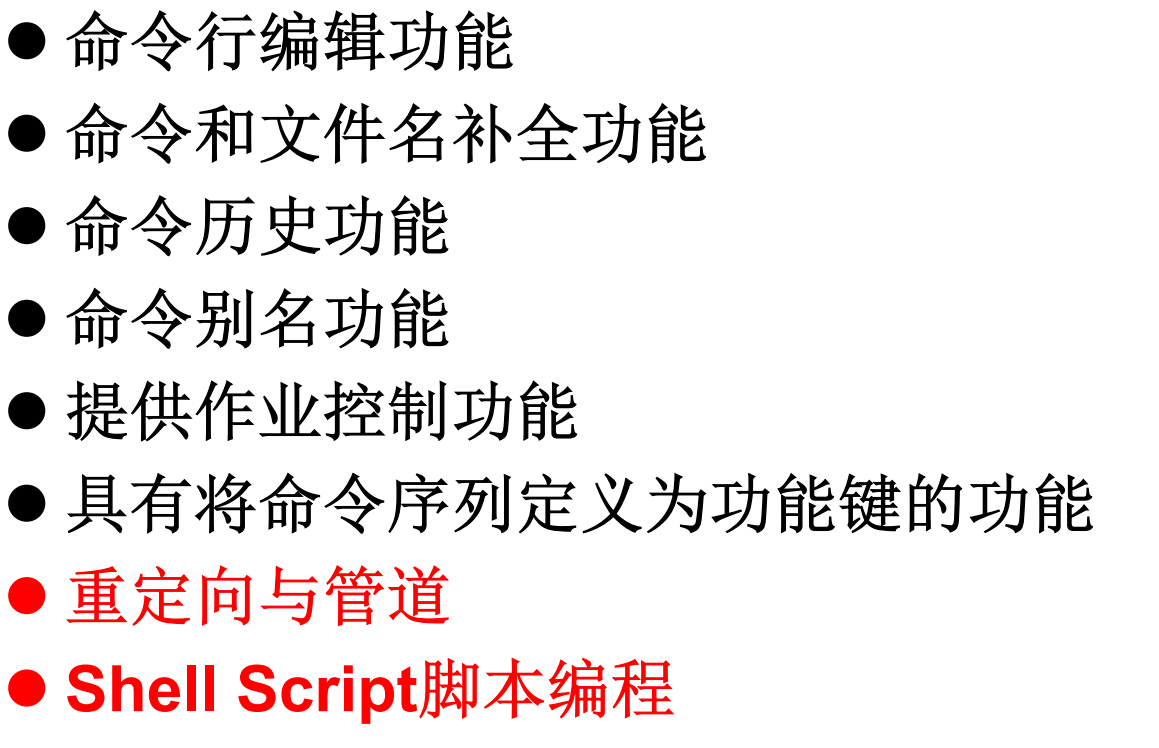 ● 命令行编辑功能
● 命令和文件名补全功能
● 命令历史功能
● 命令别名功能
● 提供作业控制功能
● 具有将命令序列定义为功能键的功能
● 重定向与管道
● Shell Script脚本编程